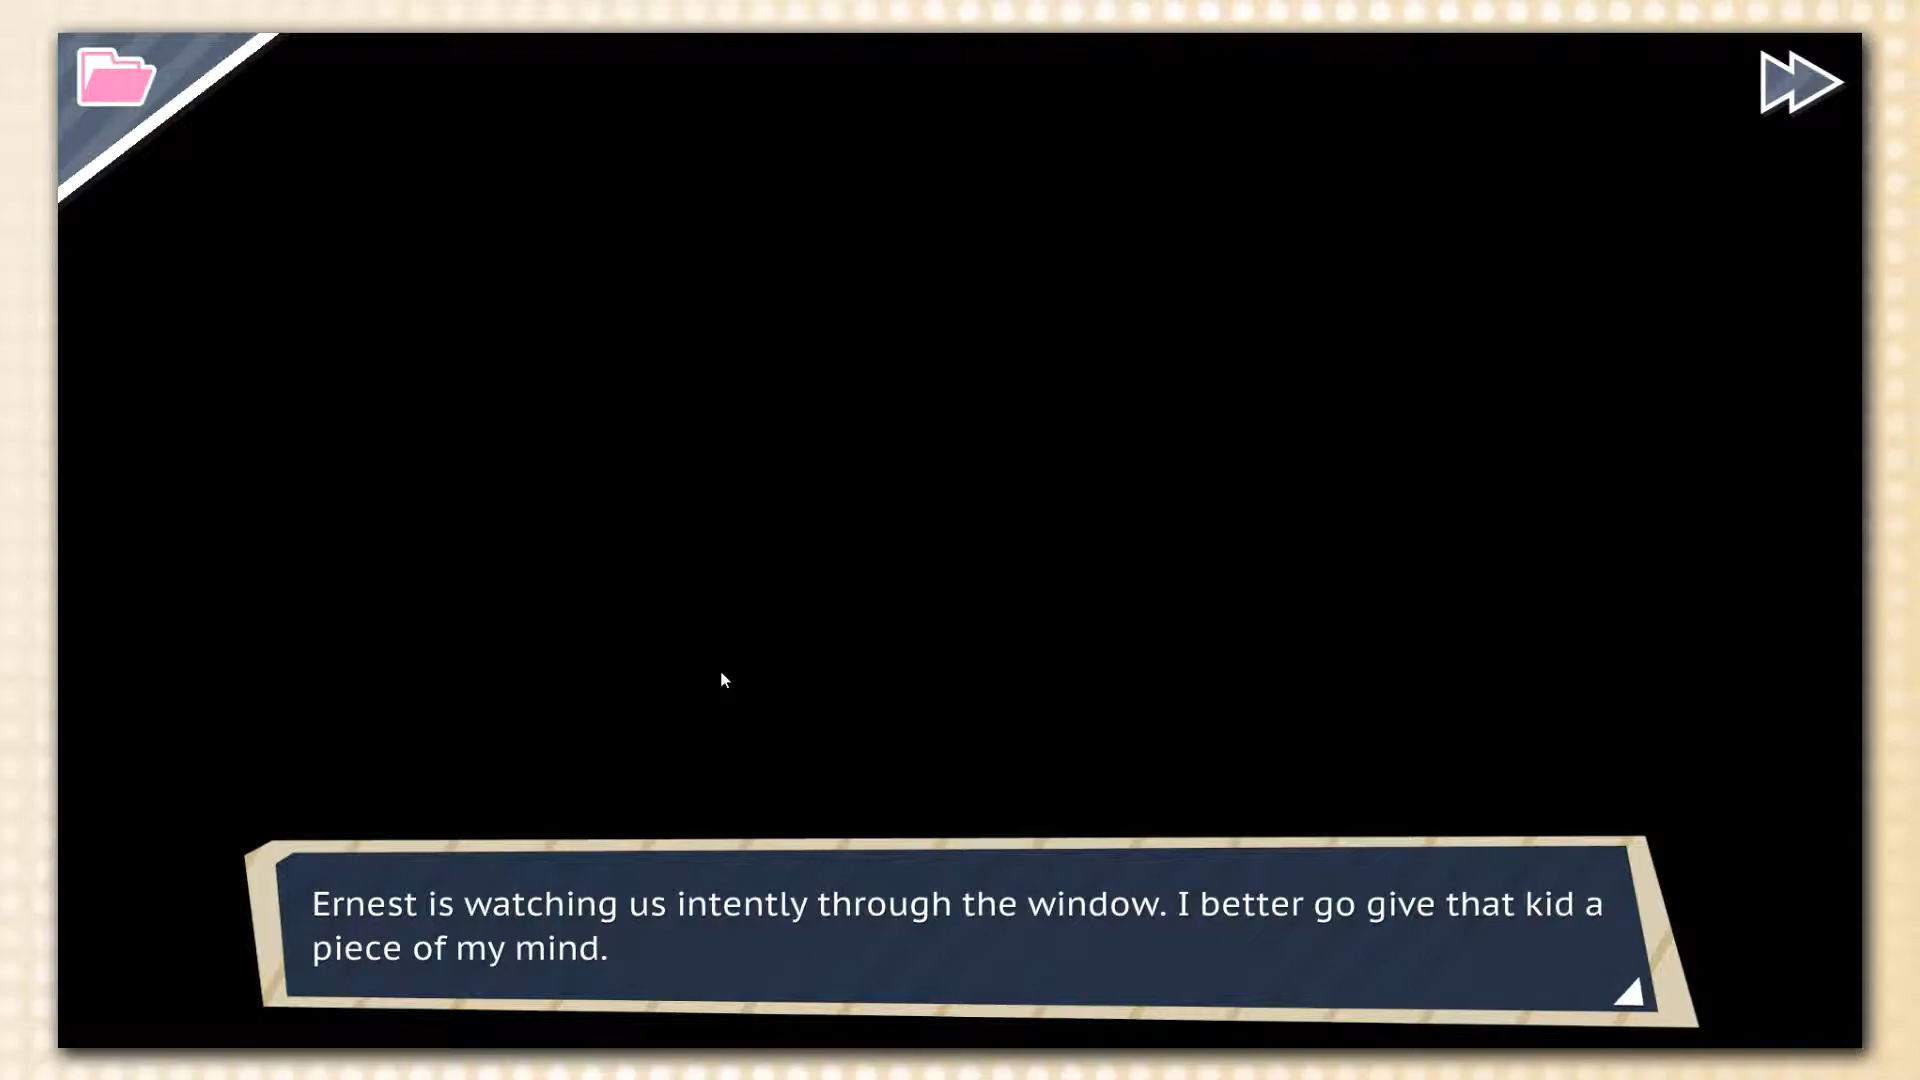 Ernest is watching us intently through the window. I better go give that kid a
piece of my mind.